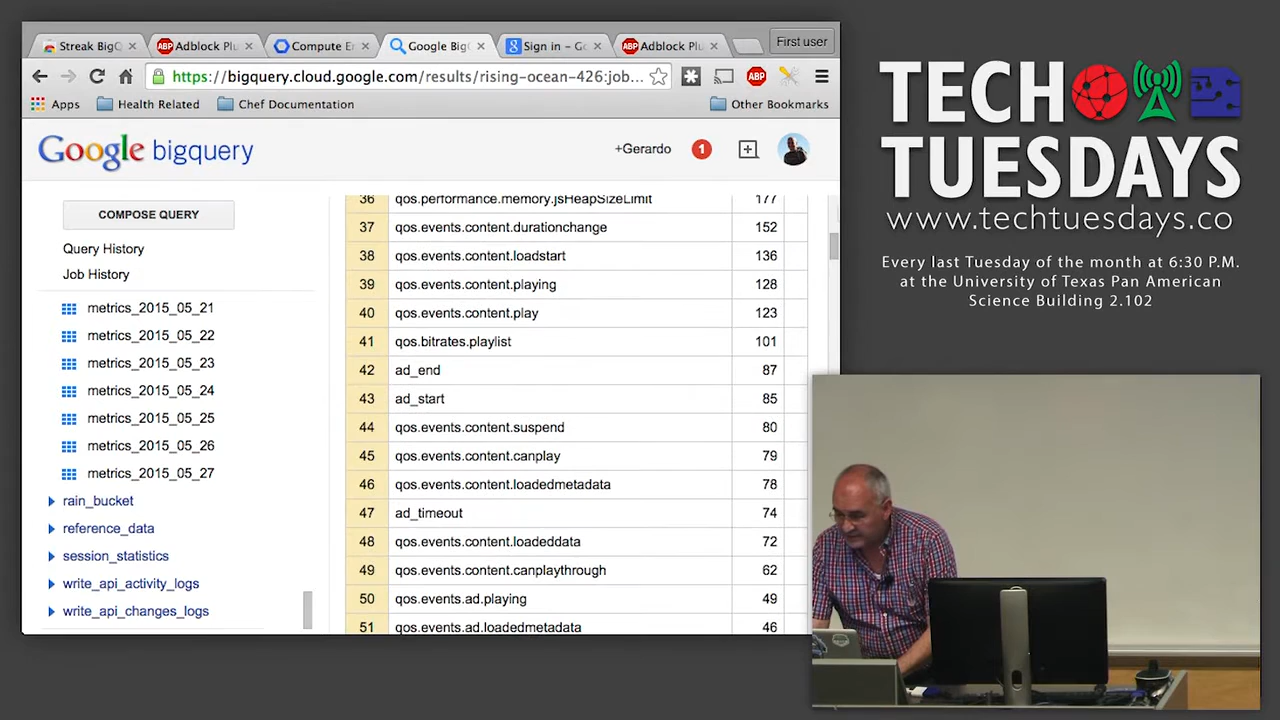 Streak BigQ
Adblock Plu
Compute En
Google BigQ
Sign in – Go
Adblock Plu
First user
https://bigquery.cloud.google.com/results/rising-ocean-426:job...
ABP
Apps
Health Related
Chef Documentation
Other Bookmarks
Google bigquery
+Gerardo
1
COMPOSE QUERY
Query History
Job History
metrics_2015_05_21
metrics_2015_05_22
metrics_2015_05_23
metrics_2015_05_24
metrics_2015_05_25
metrics_2015_05_26
metrics_2015_05_27
rain_bucket
reference_data
session_statistics
write_api_activity_logs
write_api_changes_logs
36 qos.performance.memory.jsHeapSizeLimit 177
37 qos.events.content.durationchange 152
38 qos.events.content.loadstart 136
39 qos.events.content.playing 128
40 qos.events.content.play 123
41 qos.bitrates.playlist 101
42 ad_end 87
43 ad_start 85
44 qos.events.content.suspend 80
45 qos.events.content.canplay 79
46 qos.events.content.loadedmetadata 78
47 ad_timeout 74
48 qos.events.content.loadeddata 72
49 qos.events.content.canplaythrough 62
50 qos.events.ad.playing 49
51 qos.events.ad.loadedmetadata 46
TECH
TUESDAYS
www.techtuesdays.co
Every last Tuesday of the month at 6:30 P.M.
at the University of Texas Pan American
Science Building 2.102